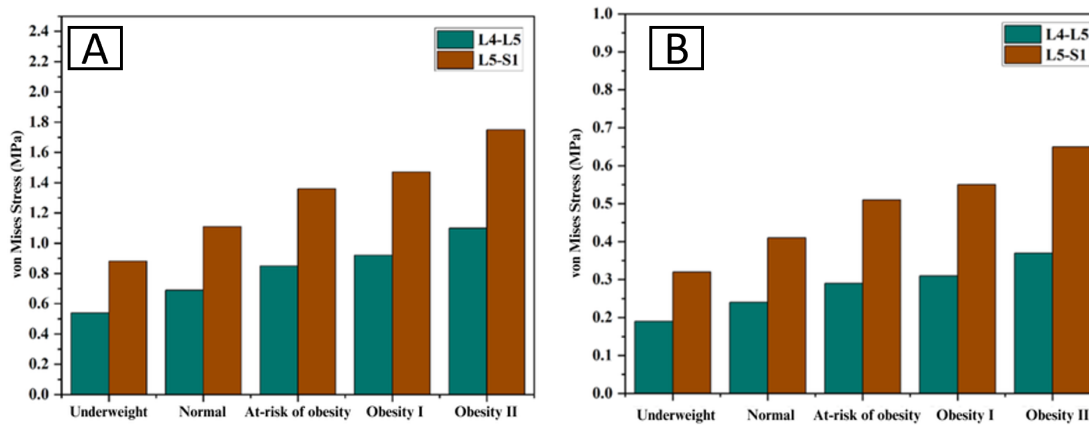 A
L4-L5
L5-S1
von Mises Stress (MPa)
2.4
2.2
2.0
1.8
1.6
1.4
1.2
1.0
0.8
0.6
0.4
0.2
0.0
Underweight Normal At-risk of obesity Obesity I Obesity II
B
L4-L5
L5-S1
von Mises Stress (MPa)
1.0
0.9
0.8
0.7
0.6
0.5
0.4
0.3
0.2
0.1
0.0
Underweight Normal At-risk of obesity Obesity I Obesity II